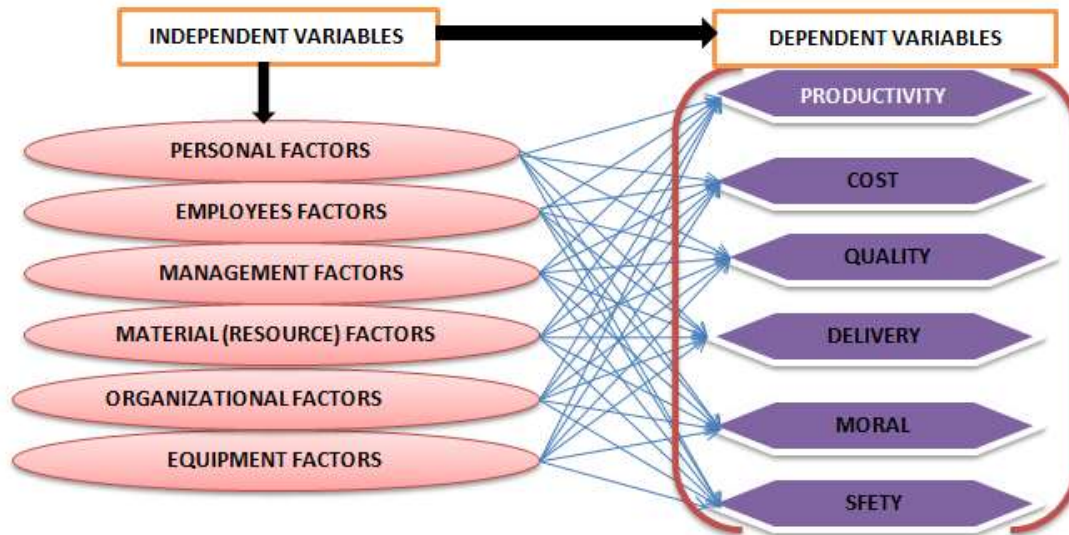 INDEPENDENT VARIABLES
DEPENDENT VARIABLES
PERSONAL FACTORS
EMPLOYEES FACTORS
MANAGEMENT FACTORS
MATERIAL (RESOURCE) FACTORS
ORGANIZATIONAL FACTORS
EQUIPMENT FACTORS
PRODUCTIVITY
COST
QUALITY
DELIVERY
MORAL
SFETY